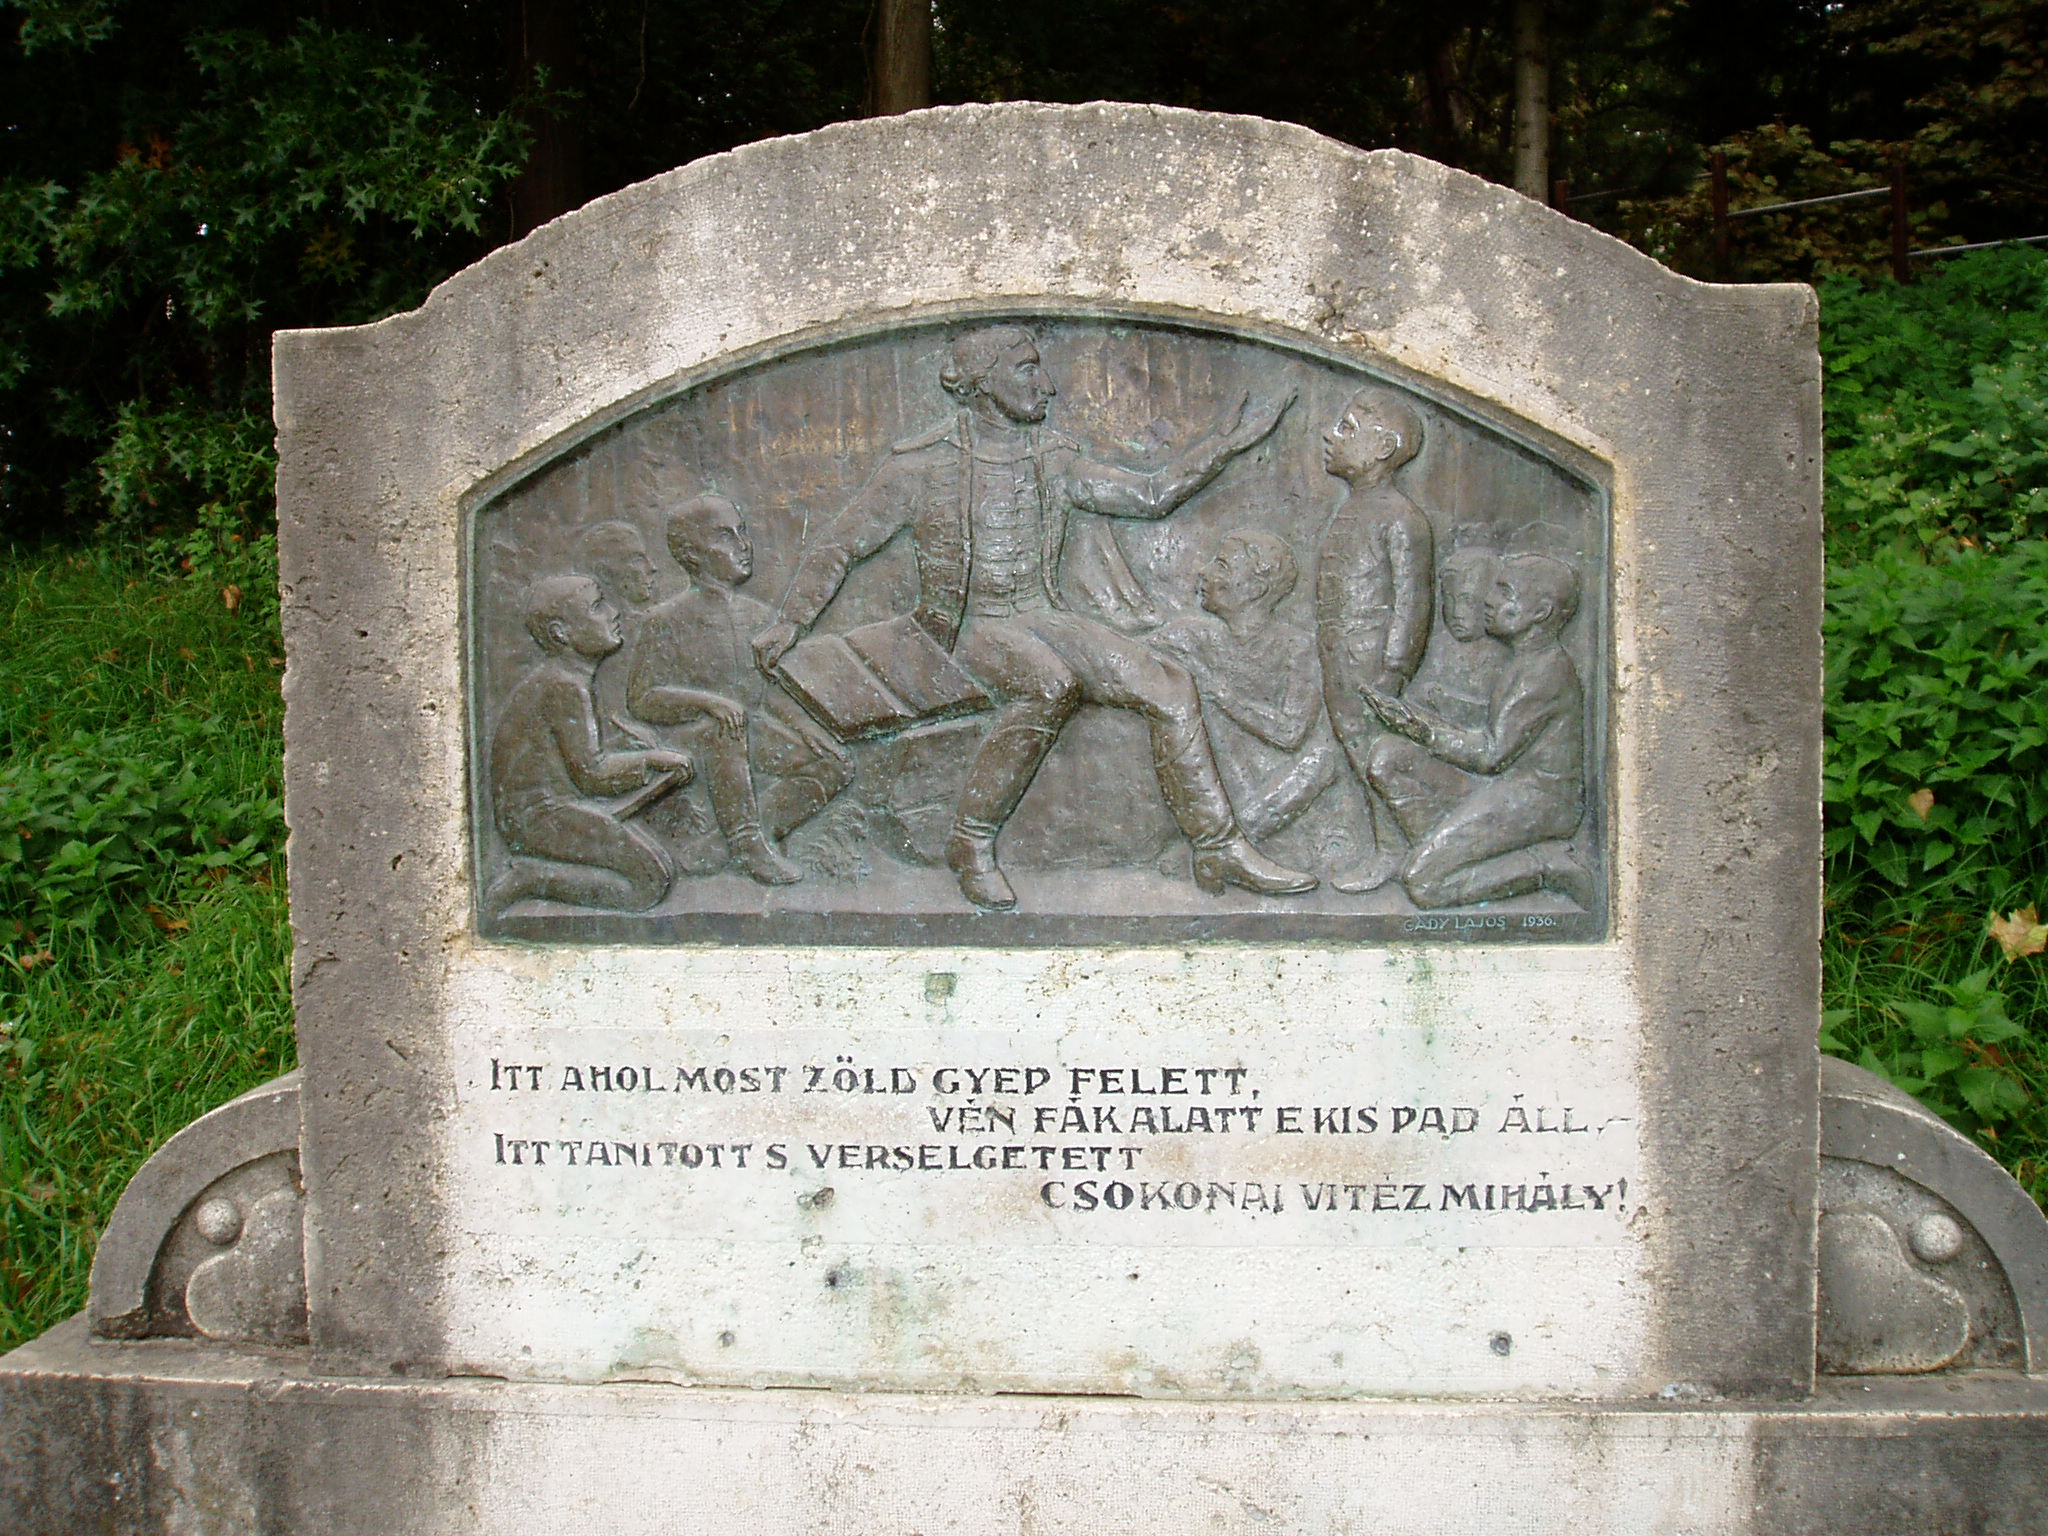 GÁDY LAJOS 1936.
ITT AHOL MOST ZÖLD GYEP FELETT,
VÉN FÁK ALATT E KIS PAD ÁLL,-
ITT TANITOTT S VERSELGETETT
CSOKONAI VITÉZ MIHÁLY!